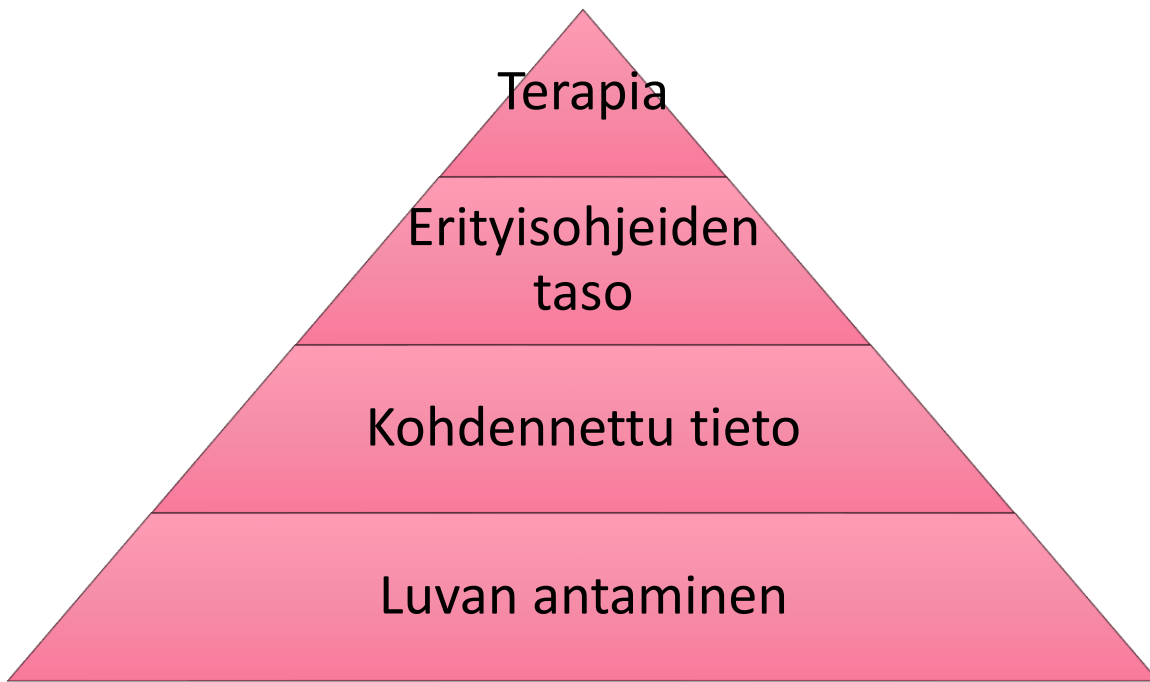 Terapia
Erityisohjeiden
taso
Kohdennettu tieto
Luvan antaminen